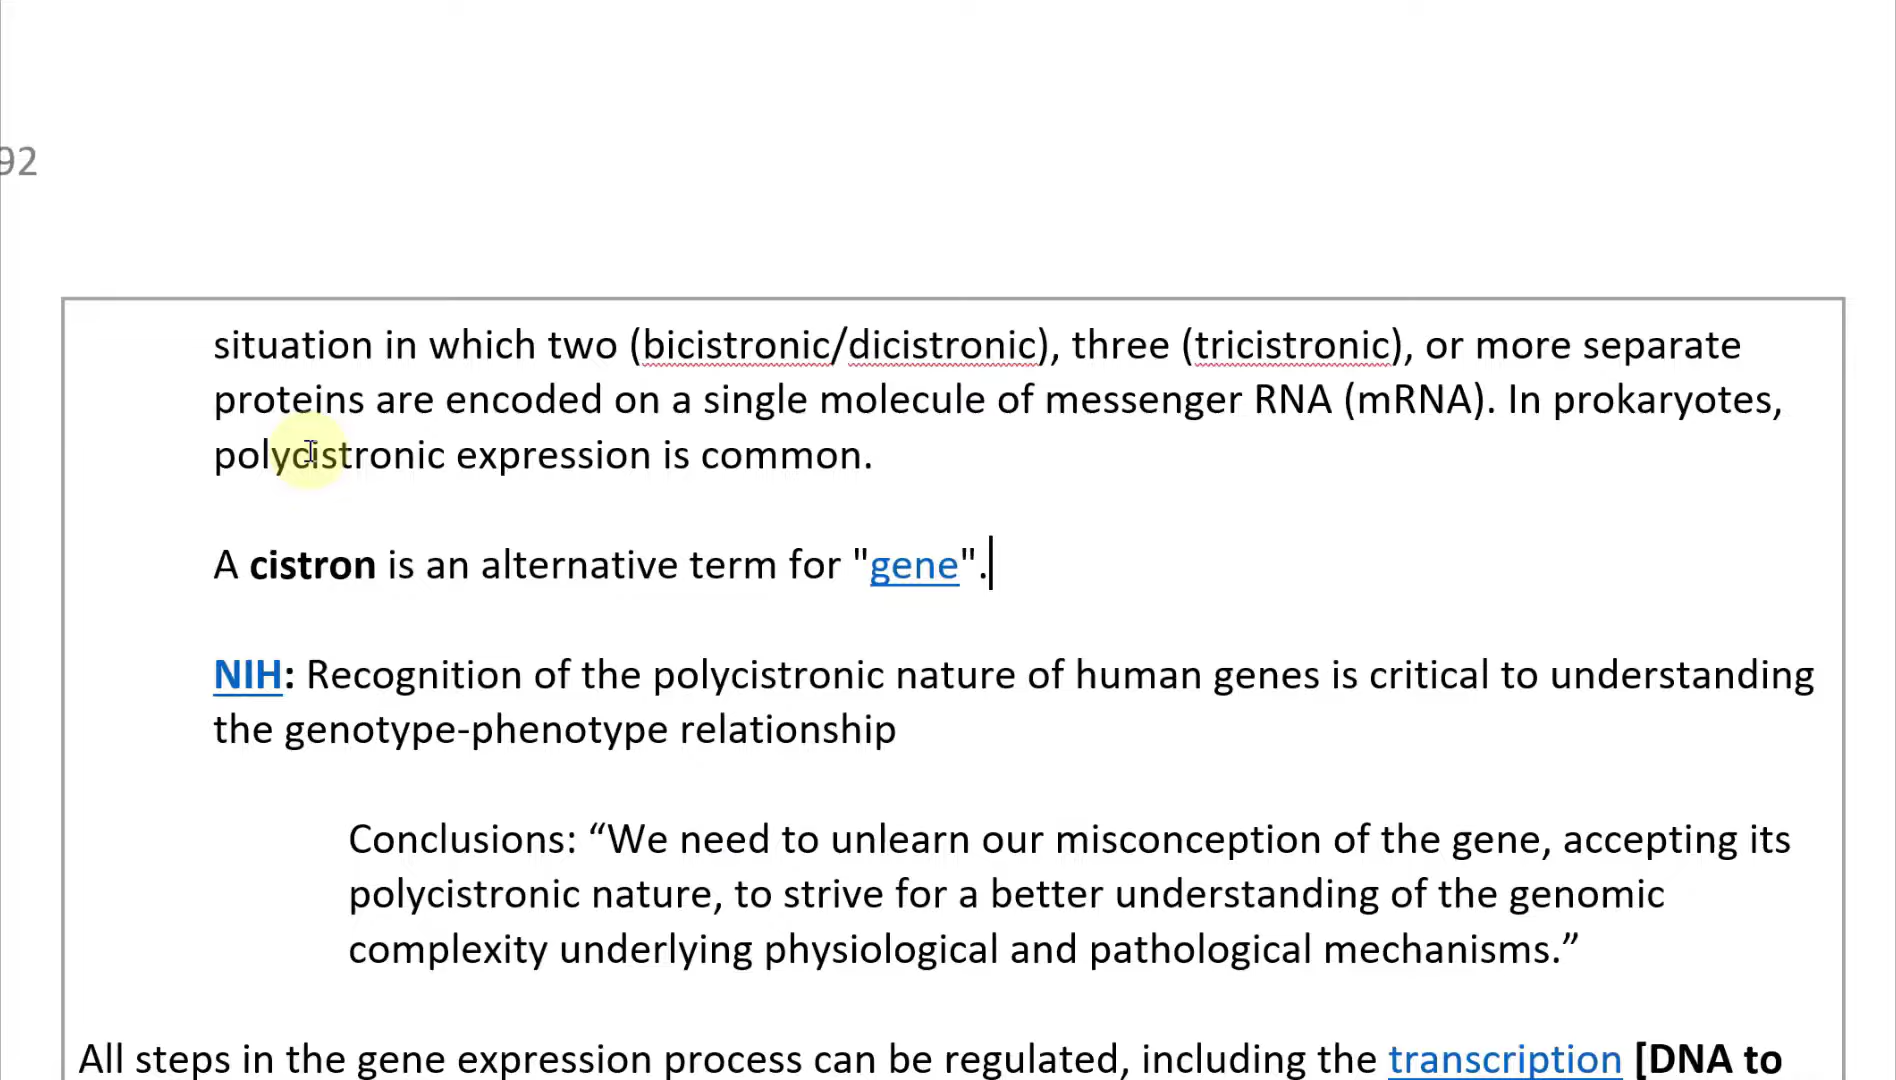 92
situation in which two (bicistronic/dicistronic), three (tricistronic), or more separate
proteins are encoded on a single molecule of messenger RNA (mRNA). In prokaryotes,
polycistronic expression is common.
A cistron is an alternative term for "gene".
NIH: Recognition of the polycistronic nature of human genes is critical to understanding
the genotype-phenotype relationship
Conclusions: “We need to unlearn our misconception of the gene, accepting its
polycistronic nature, to strive for a better understanding of the genomic
complexity underlying physiological and pathological mechanisms.”
All steps in the gene expression process can be regulated, including the transcription [DNA to